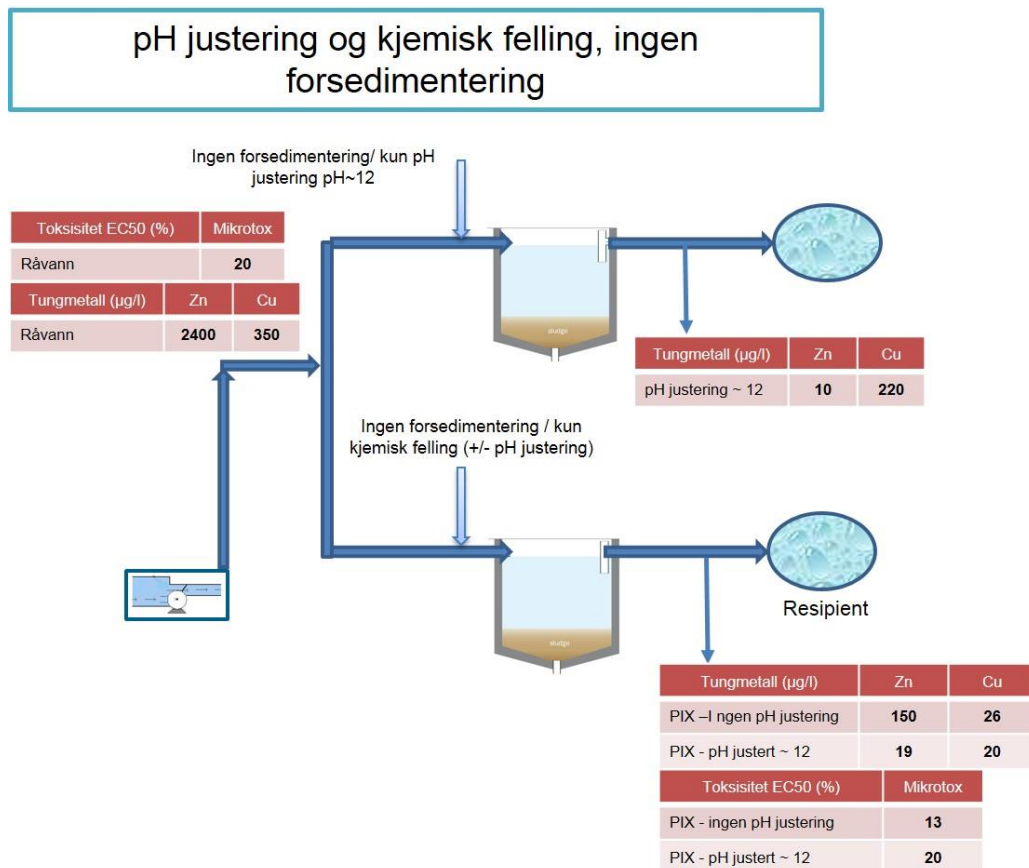 pH justering og kjemisk felling, ingen
forsedimentering
Ingen forsedimentering/ kun pH
justering pH~12
Toksisitet EC50 (%) Mikrotox
Råvann 20
Tungmetall (µg/l) Zn Cu
Råvann 2400 350
sludge
Tungmetall (µg/l) Zn Cu
pH justering ~ 12 10 220
Ingen forsedimentering / kun
kjemisk felling (+/- pH justering)
sludge
Resipient
Tungmetall (µg/l) Zn Cu
PIX –I ngen pH justering 150 26
PIX - pH justert ~ 12 19 20
Toksisitet EC50 (%) Mikrotox
PIX - ingen pH justering 13
PIX - pH justert ~ 12 20